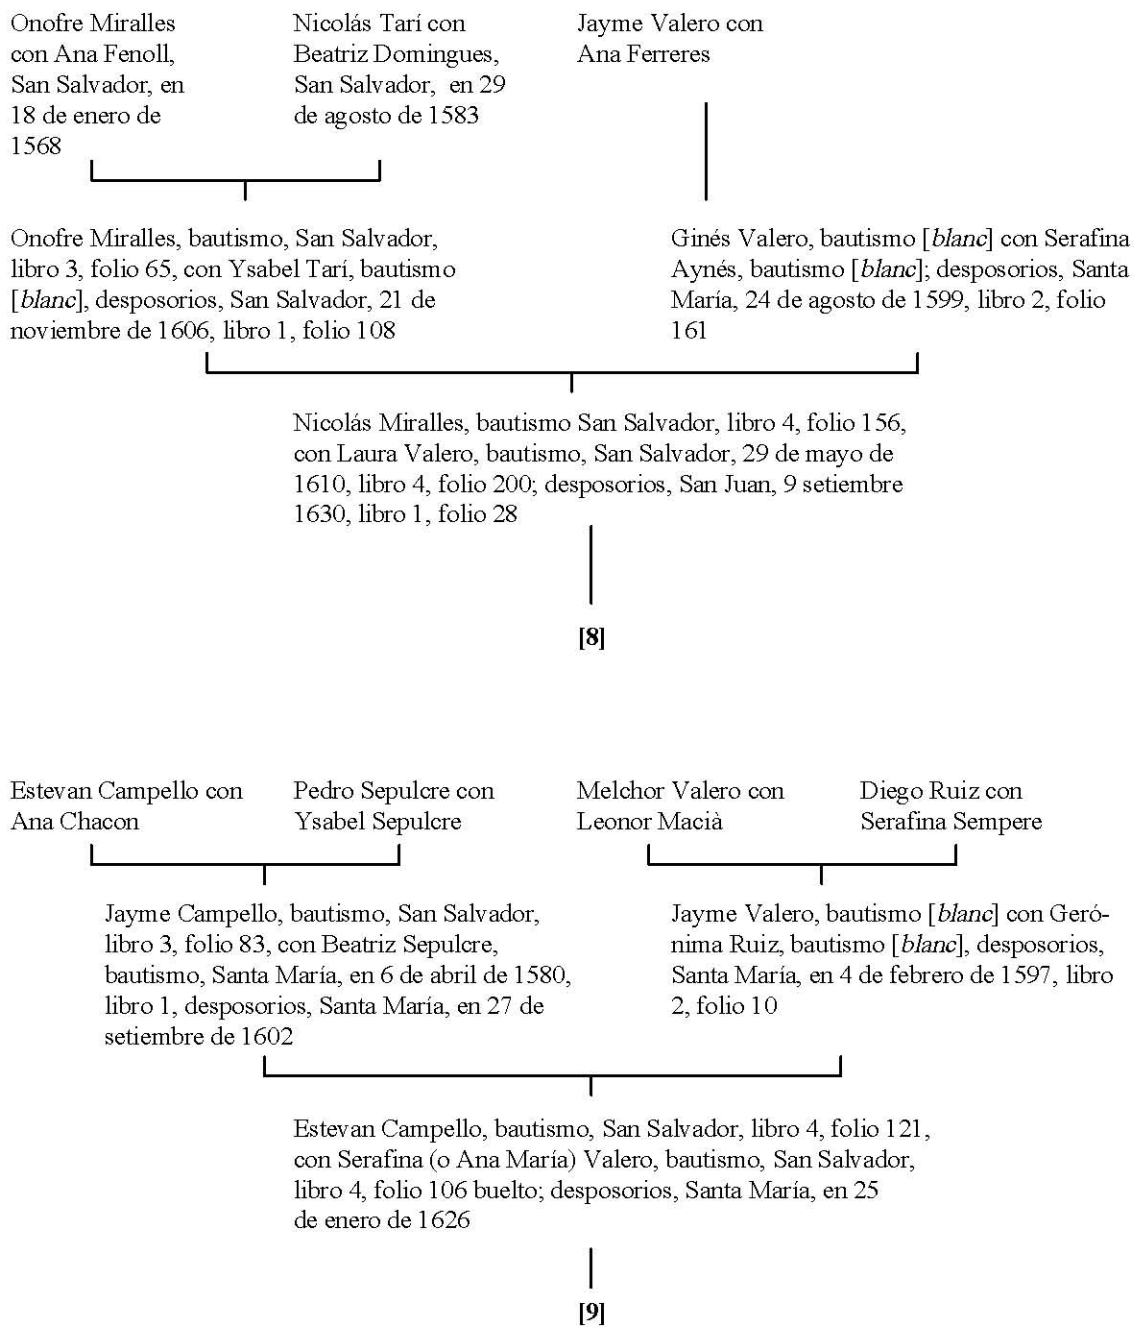 Onofre Miralles
con Ana Fenoll,
San Salvador, en
18 de enero de
1568
Nicolás Tarí con
Beatriz Domingues,
San Salvador, en 29
de agosto de 1583
Jayme Valero con
Ana Ferreres
Onofre Miralles, bautismo, San Salvador,
libro 3, folio 65, con Ysabel Tarí, bautismo
[blanc], desposorios, San Salvador, 21 de
noviembre de 1606, libro 1, folio 108
Ginés Valero, bautismo [blanc] con Serafina
Aynés, bautismo [blanc]; desposorios, Santa
María, 24 de agosto de 1599, libro 2, folio
161
Nicolás Miralles, bautismo San Salvador, libro 4, folio 156,
con Laura Valero, bautismo, San Salvador, 29 de mayo de
1610, libro 4, folio 200; desposorios, San Juan, 9 setiembre
1630, libro 1, folio 28
[8]
Estevan Campello con
Ana Chacon
Pedro Sepulcre con
Ysabel Sepulcre
Melchor Valero con
Leonor Macià
Diego Ruiz con
Serafina Sempere
Jayme Campello, bautismo, San Salvador,
libro 3, folio 83, con Beatriz Sepulcre,
bautismo, Santa María, en 6 de abril de 1580,
libro 1, desposorios, Santa María, en 27 de
setiembre de 1602
Jayme Valero, bautismo [blanc] con Geró-
nima Ruiz, bautismo [blanc], desposorios,
Santa María, en 4 de febrero de 1597, libro
2, folio 10
Estevan Campello, bautismo, San Salvador, libro 4, folio 121,
con Serafina (o Ana María) Valero, bautismo, San Salvador,
libro 4, folio 106 buelto; desposorios, Santa María, en 25
de enero de 1626
[9]